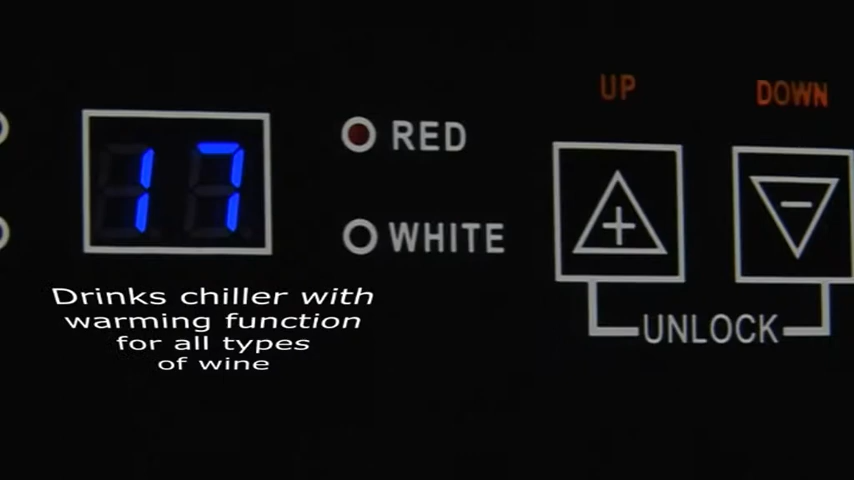 17
RED
WHITE
UP
DOWN
+
-
UNLOCK
Drinks chiller with
warming function
for all types
of wine